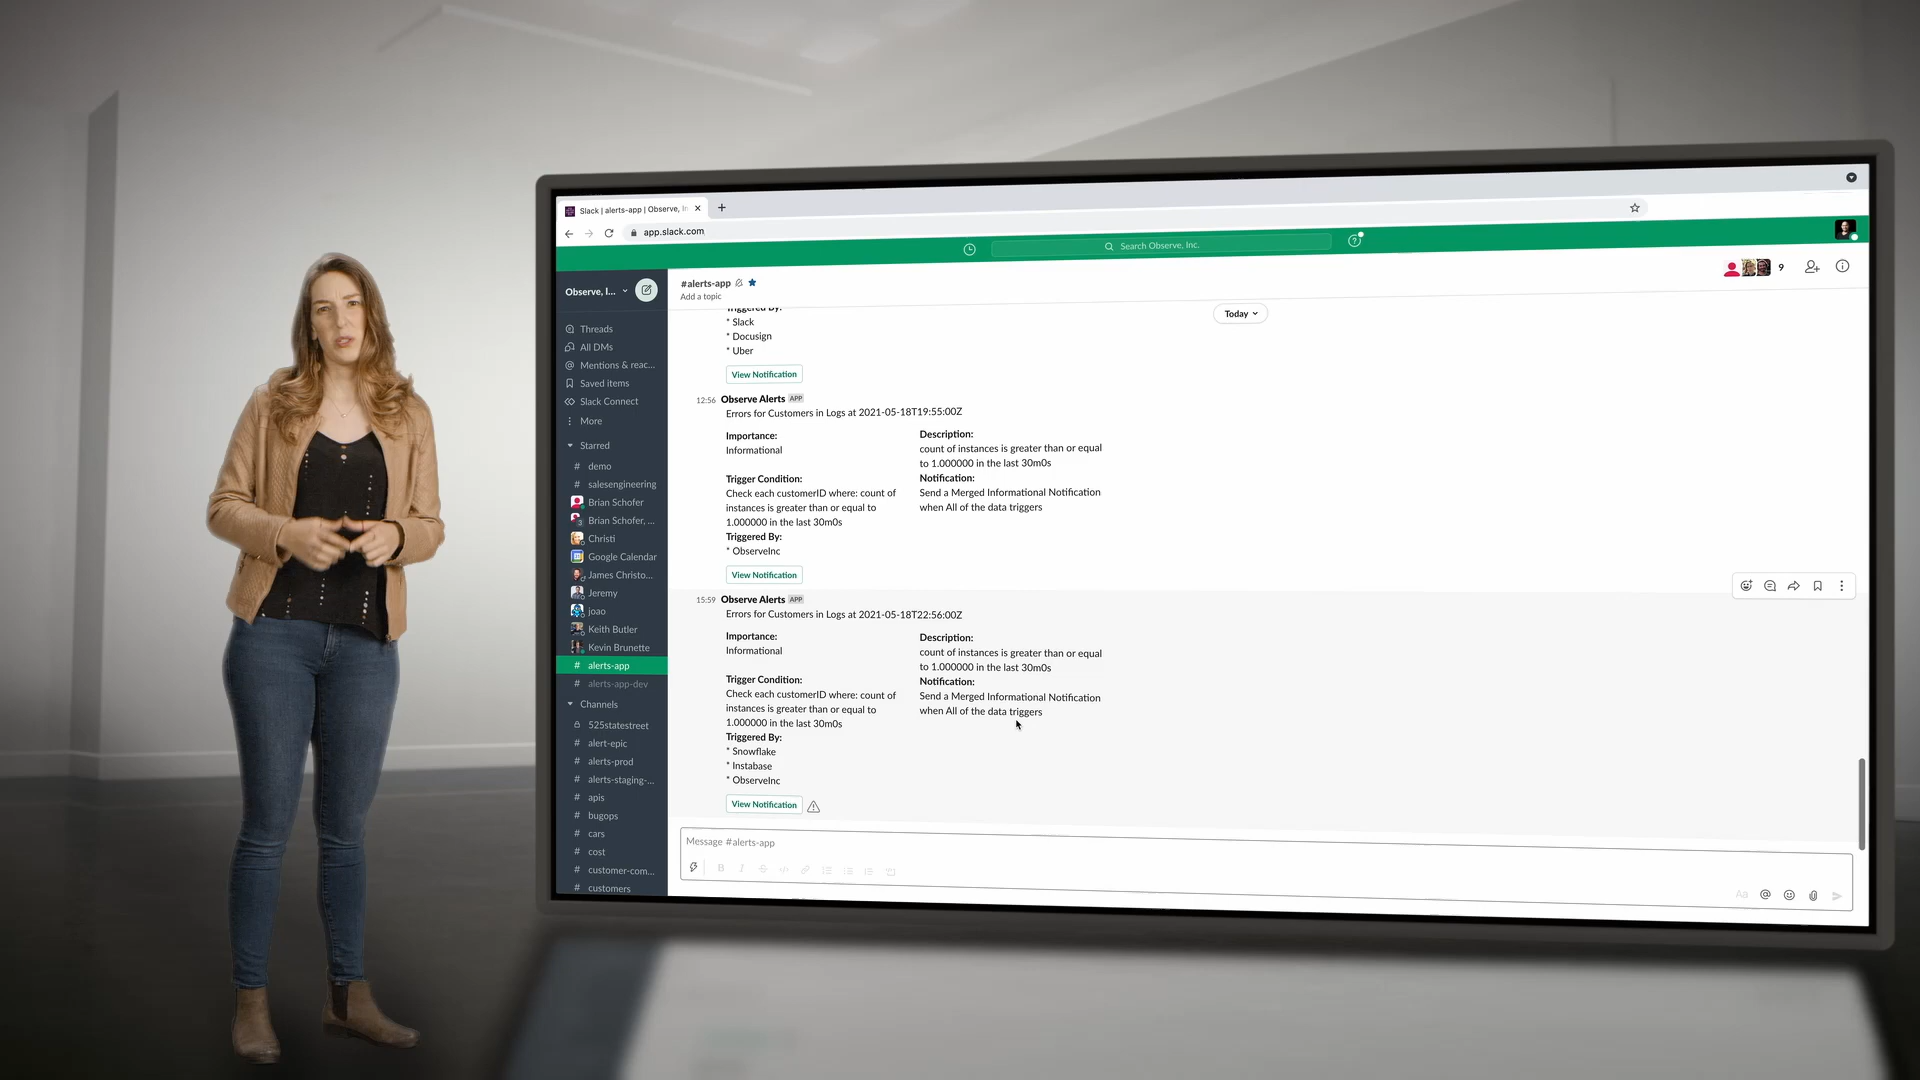 Slack | alerts-app | Observe, In
app.slack.com
Search Observe, Inc.
Observe, I...
Threads
All DMs
Mentions & reac...
Saved items
Slack Connect
More
Starred
# demo
# salesengineering
Brian Schofer
Brian Schofer, ...
Christi
Google Calendar
James Christo...
Jeremy
joao
Keith Butler
Kevin Brunette
# alerts-app
# alerts-app-dev
Channels
525statestreet
# alert-epic
# alerts-prod
# alerts-staging-...
# apis
# bugops
# cars
# cost
# customer-com...
# customers
#alerts-app
Add a topic
9
Today
Triggered By:
* Slack
* Docusign
* Uber
View Notification
12:56 Observe Alerts APP
Errors for Customers in Logs at 2021-05-18T19:55:00Z
Importance:
Informational
Description:
count of instances is greater than or equal
to 1.000000 in the last 30m0s
Trigger Condition:
Check each customerID where: count of
instances is greater than or equal to
1.000000 in the last 30m0s
Notification:
Send a Merged Informational Notification
when All of the data triggers
Triggered By:
* ObserveInc
View Notification
15:59 Observe Alerts APP
Errors for Customers in Logs at 2021-05-18T22:56:00Z
Importance:
Informational
Description:
count of instances is greater than or equal
to 1.000000 in the last 30m0s
Trigger Condition:
Check each customerID where: count of
instances is greater than or equal to
1.000000 in the last 30m0s
Notification:
Send a Merged Informational Notification
when All of the data triggers
Triggered By:
* Snowflake
* Instabase
* ObserveInc
View Notification
Message #alerts-app
B I
Aa @